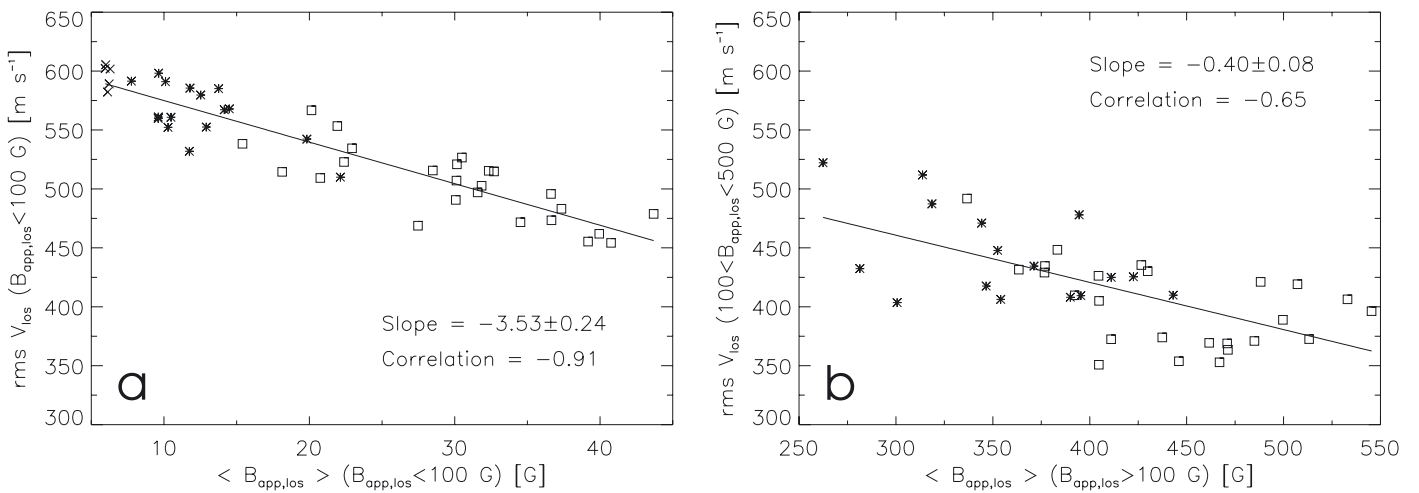 650
600
550
500
450
400
350
300
rms V_los (B_app,los<100 G) [m s⁻¹]
Slope = −3.53±0.24
Correlation = −0.91
a
10 20 30 40
< B_app,los > (B_app,los<100 G) [G]
650
600
550
500
450
400
350
300
rms V_los (100<B_app,los<500 G) [m s⁻¹]
Slope = −0.40±0.08
Correlation = −0.65
b
250 300 350 400 450 500 550
< B_app,los > (B_app,los>100 G) [G]